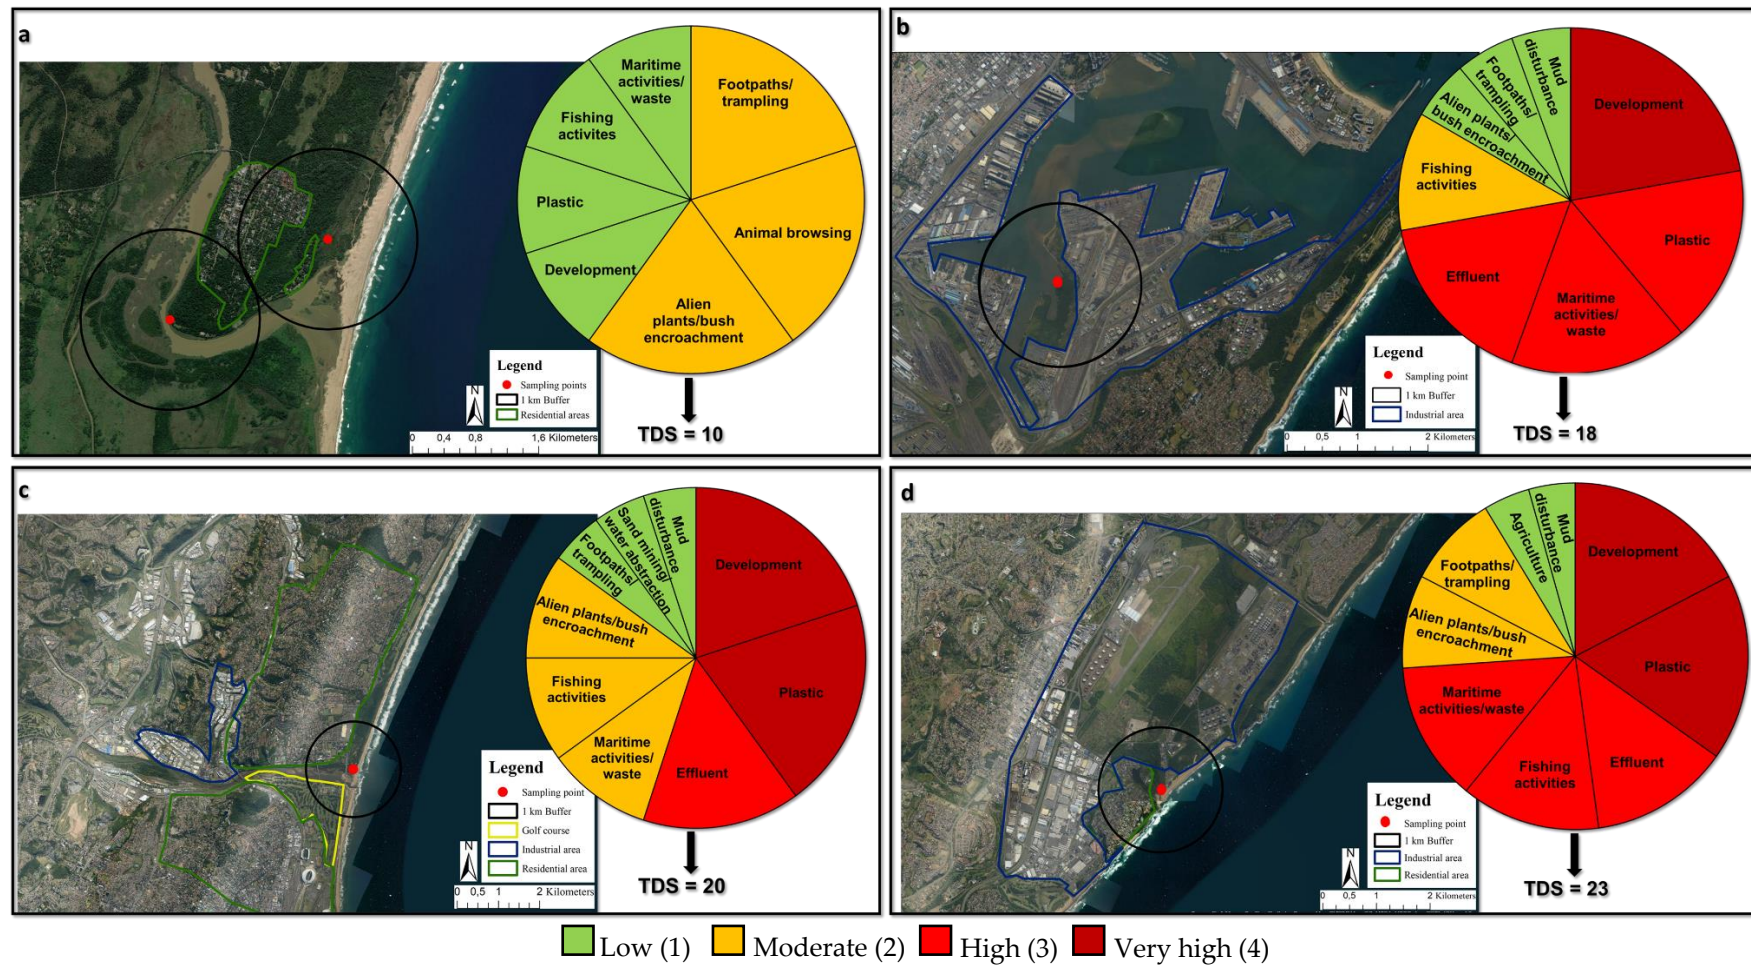 a
Maritime
activities/
waste
Footpaths/
trampling
Fishing
activites
Plastic
Animal browsing
Development
Alien
plants/bush
encroachment
Legend
Sampling points
1 km Buffer
Residential areas
N
0 0,4 0,8 1,6 Kilometers
TDS = 10
b
Mud
disturbance
Footpaths/
trampling
Alien plants/
bush encroachment
Development
Fishing
activities
Plastic
Effluent
Maritime
activities/
waste
Legend
Sampling point
1 km Buffer
Industrial area
N
0 0,5 1 2 Kilometers
TDS = 18
c
Mud
disturbance
Sand mining/
water abstraction
Footpaths/
trampling
Development
Alien plants/bush
encroachment
Fishing
activities
Plastic
Maritime
activities/
waste
Effluent
Legend
Sampling point
1 km Buffer
Golf course
Industrial area
Residential area
N
0 0,5 1 2 Kilometers
TDS = 20
d
Mud
disturbance
Agriculture
Footpaths/
trampling
Development
Alien plants/bush
encroachment
Plastic
Maritime
activities/waste
Fishing
activities
Effluent
Legend
Sampling point
1 km Buffer
Industrial area
Residential area
N
0 0,5 1 2 Kilometers
TDS = 23
Low (1) Moderate (2) High (3) Very high (4)